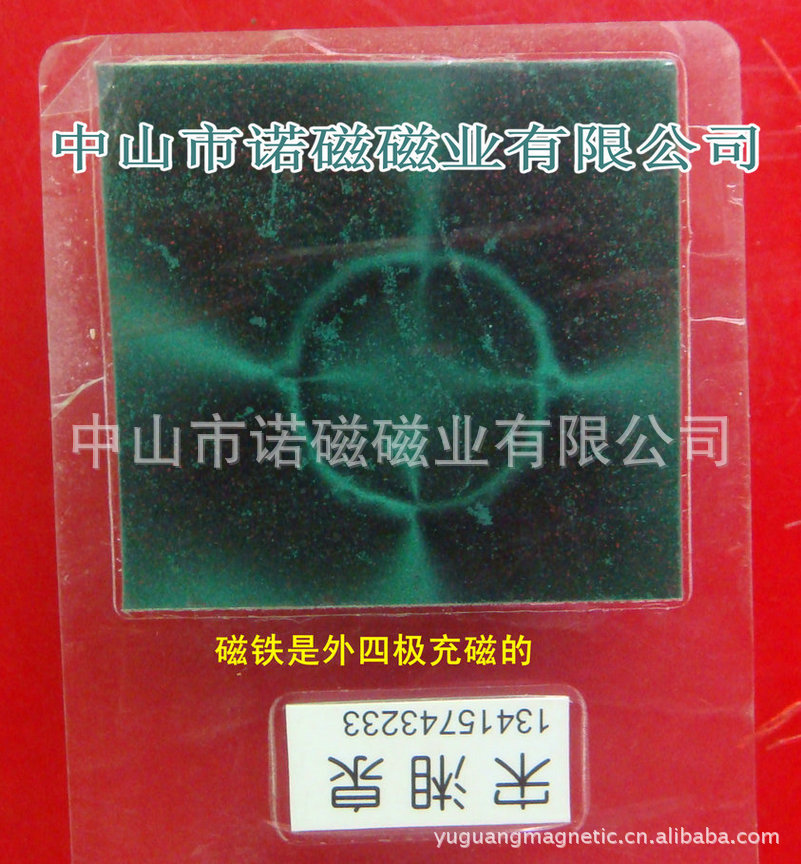 中山市诺磁磁业有限公司
中山市诺磁磁业有限公司
磁铁是外四极充磁的
13415743233
宋湘泉
yuguangmagnetic.cn.alibaba.com